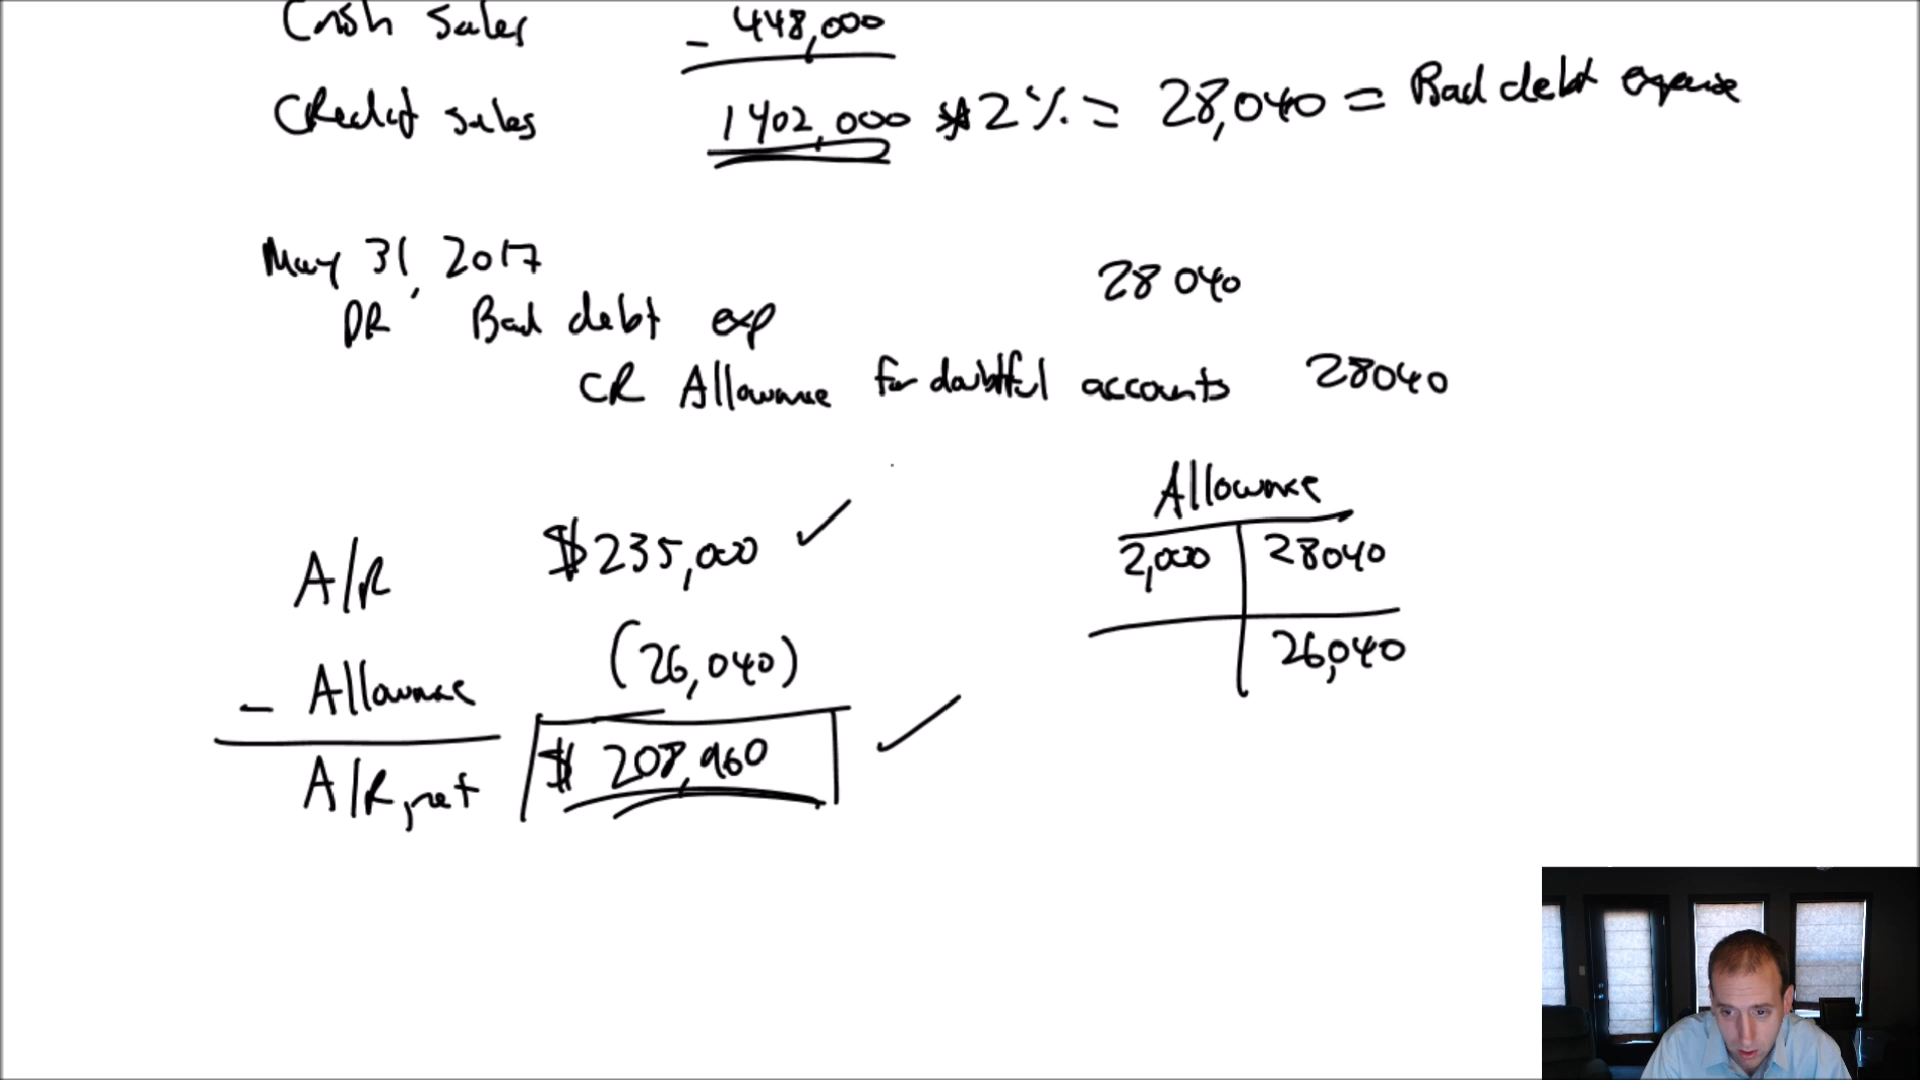 Cash Sales - 448,000
CRedit sales 1402,000 * 2% = 28,040 = Bad debt expense
May 31, 2017
DR Bad debt exp 28 040
CR Allowance for doubtful accounts 28040
Allowance
2,000 28040
26,040
A/R $235,000 ✓
- Allowance (26,040)
A/R, net $ 208,960 ✓